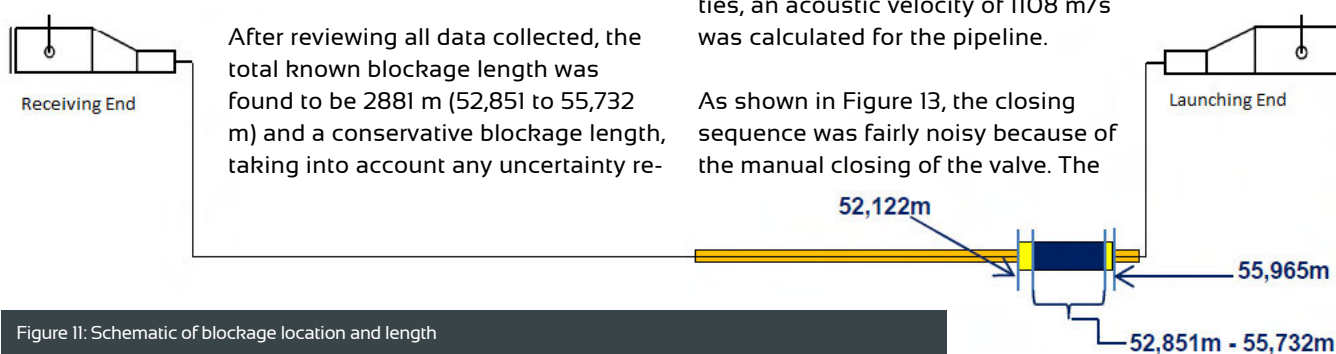 Receiving End
After reviewing all data collected, the
total known blockage length was
found to be 2881 m (52,851 to 55,732
m) and a conservative blockage length,
taking into account any uncertainty re-
ties, an acoustic velocity of 1108 m/s
was calculated for the pipeline.
As shown in Figure 13, the closing
sequence was fairly noisy because of
the manual closing of the valve. The
Launching End
52,122m
55,965m
52,851m - 55,732m
Figure 11: Schematic of blockage location and length